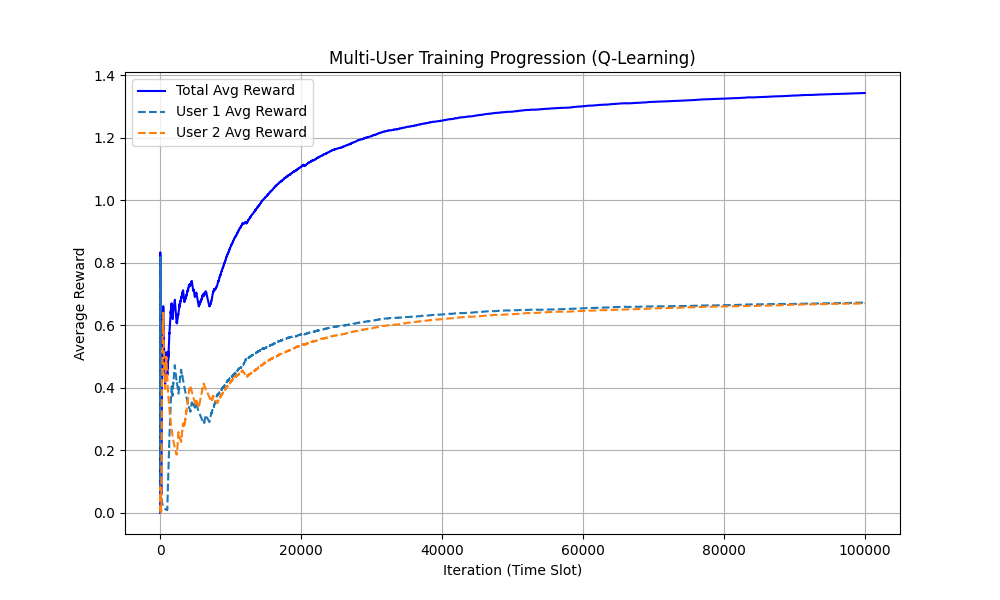 Multi-User Training Progression (Q-Learning)
Total Avg Reward
User 1 Avg Reward
User 2 Avg Reward
Average Reward
1.4
1.2
1.0
0.8
0.6
0.4
0.2
0.0
0 20000 40000 60000 80000 100000
Iteration (Time Slot)